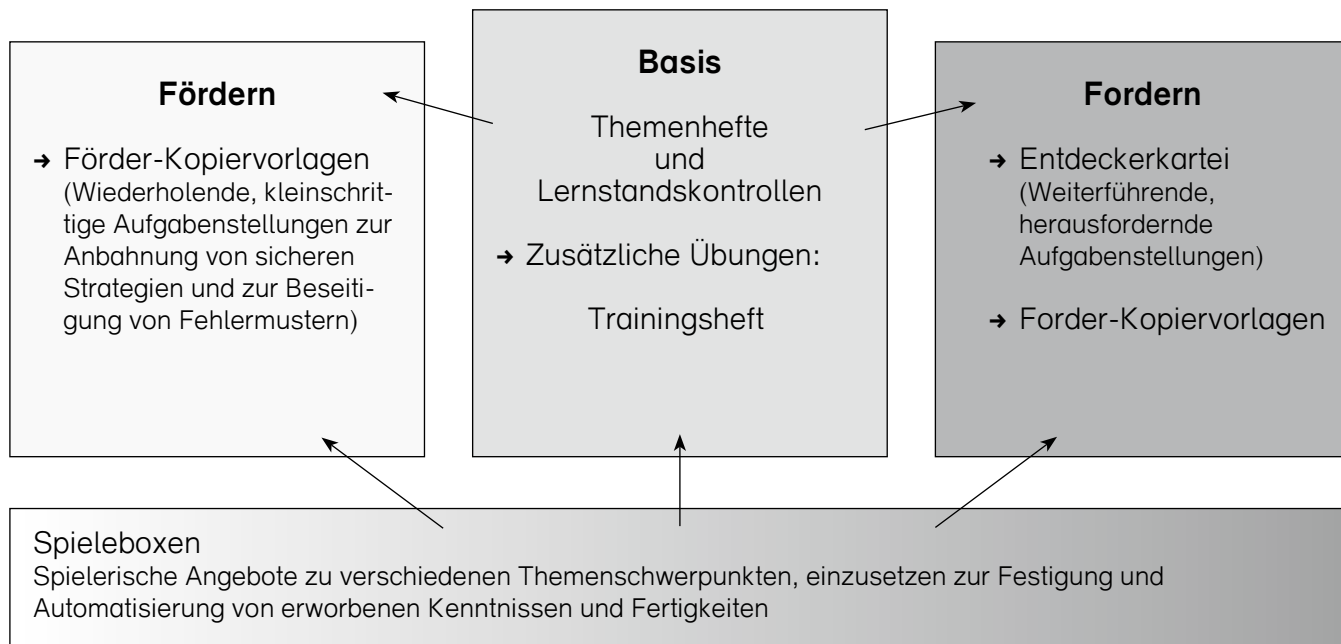 Fördern
→ Förder-Kopiervorlagen
(Wiederholende, kleinschrit-
tige Aufgabenstellungen zur
Anbahnung von sicheren
Strategien und zur Beseiti-
gung von Fehlermustern)
Basis
Themenhefte
und
Lernstandskontrollen
→ Zusätzliche Übungen:
Trainingsheft
Fordern
→ Entdeckerkartei
(Weiterführende,
herausfordernde
Aufgabenstellungen)
→ Forder-Kopiervorlagen
Spieleboxen
Spielerische Angebote zu verschiedenen Themenschwerpunkten, einzusetzen zur Festigung und
Automatisierung von erworbenen Kenntnissen und Fertigkeiten